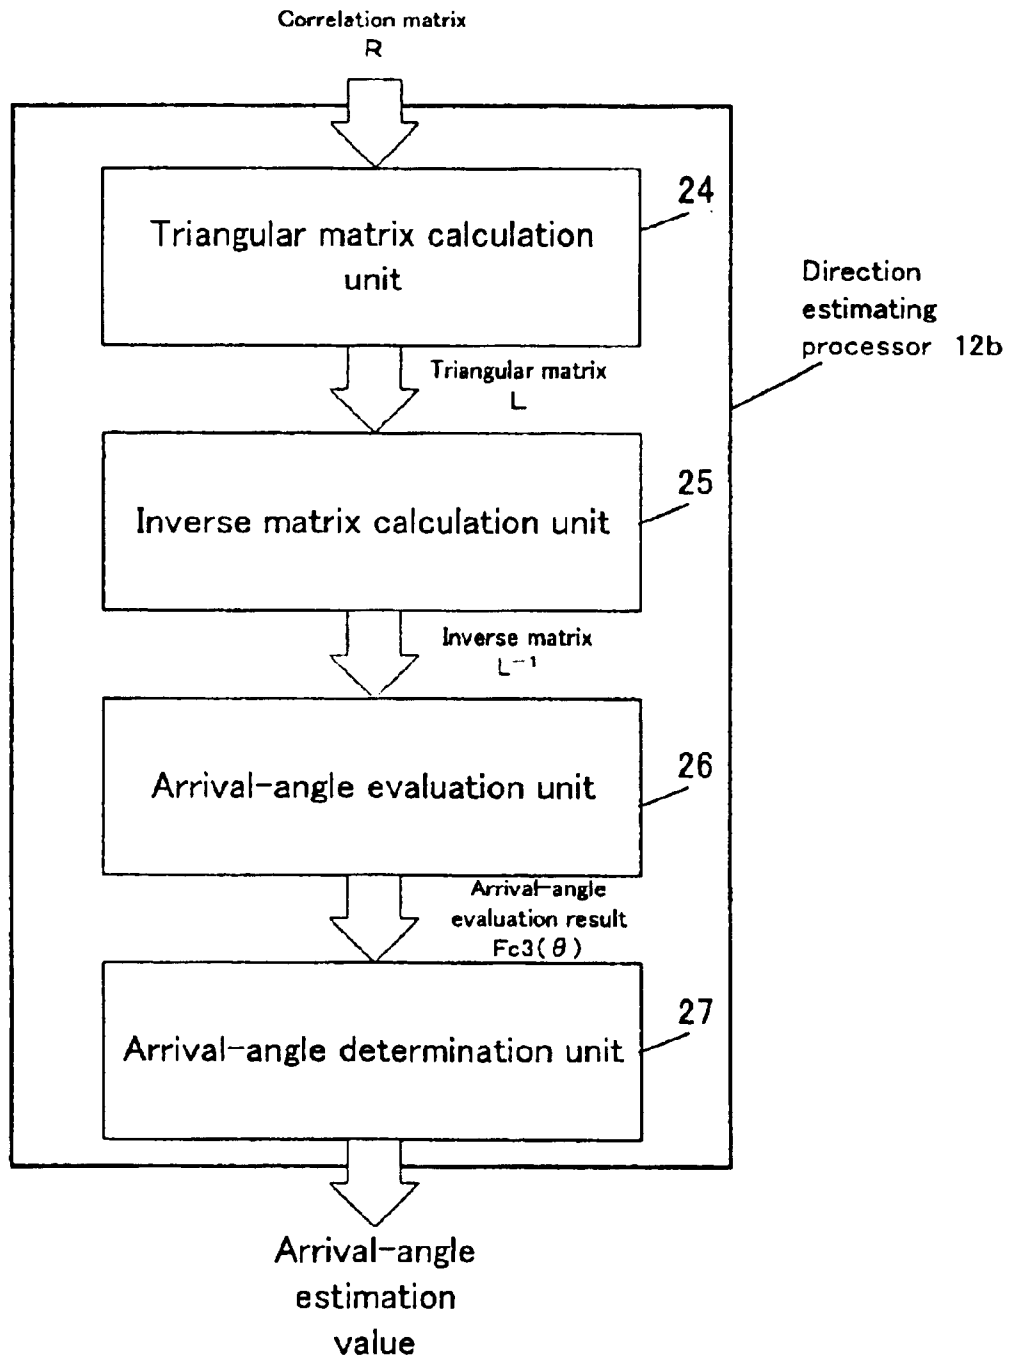 Correlation matrix
R
24
Triangular matrix calculation
unit
Direction
estimating
processor 12b
Triangular matrix
L
25
Inverse matrix calculation unit
Inverse matrix
L⁻¹
26
Arrival-angle evaluation unit
Arrival-angle
evaluation result
Fc3(θ)
27
Arrival-angle determination unit
Arrival-angle
estimation
value